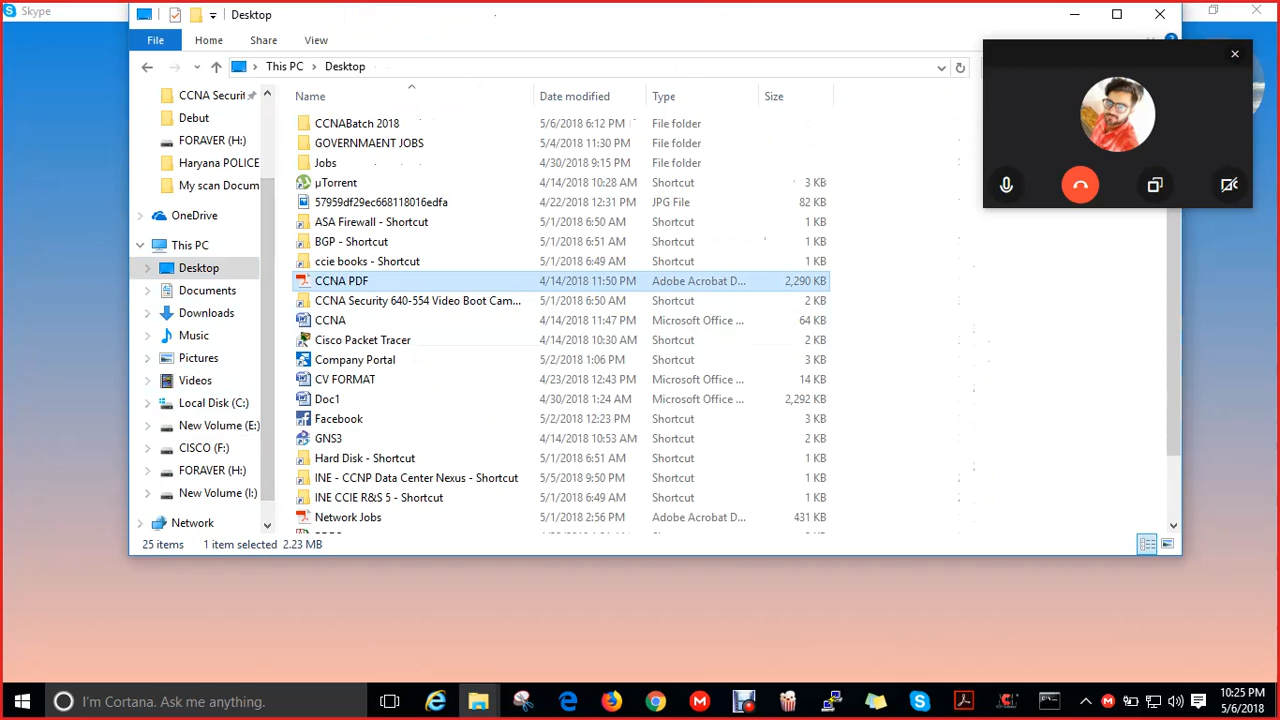 Skype
Desktop
File Home Share View
This PC > Desktop
Name Date modified Type Size
CCNA Securit
Debut
FORAVER (H:)
Haryana POLICE
My scan Docum
OneDrive
This PC
Desktop
Documents
Downloads
Music
Pictures
Videos
Local Disk (C:)
New Volume (E:)
CISCO (F:)
FORAVER (H:)
New Volume (I:)
Network
CCNABatch 2018 5/6/2018 6:12 PM File folder
GOVERNMAENT JOBS 5/4/2018 11:30 PM File folder
Jobs 4/30/2018 9:15 PM File folder
µTorrent 4/14/2018 10:28 AM Shortcut 3 KB
57959df29ec668118016edfa 4/22/2018 12:31 PM JPG File 82 KB
ASA Firewall - Shortcut 5/1/2018 6:50 AM Shortcut 1 KB
BGP - Shortcut 5/1/2018 6:51 AM Shortcut 1 KB
ccie books - Shortcut 5/1/2018 6:49 AM Shortcut 1 KB
CCNA PDF 4/14/2018 11:50 PM Adobe Acrobat D... 2,290 KB
CCNA Security 640-554 Video Boot Cam... 5/1/2018 6:50 AM Shortcut 2 KB
CCNA 4/14/2018 11:47 PM Microsoft Office ... 64 KB
Cisco Packet Tracer 4/14/2018 10:30 AM Shortcut 2 KB
Company Portal 5/2/2018 1:06 PM Shortcut 3 KB
CV FORMAT 4/23/2018 12:43 PM Microsoft Office ... 14 KB
Doc1 4/30/2018 1:24 AM Microsoft Office ... 2,292 KB
Facebook 5/2/2018 12:23 PM Shortcut 3 KB
GNS3 4/14/2018 10:53 AM Shortcut 2 KB
Hard Disk - Shortcut 5/1/2018 6:51 AM Shortcut 1 KB
INE - CCNP Data Center Nexus - Shortcut 5/5/2018 9:50 PM Shortcut 1 KB
INE CCIE R&S 5 - Shortcut 5/1/2018 6:49 AM Shortcut 1 KB
Network Jobs 5/1/2018 2:56 PM Adobe Acrobat D... 431 KB
25 items 1 item selected 2.23 MB
I'm Cortana. Ask me anything.
10:25 PM
5/6/2018